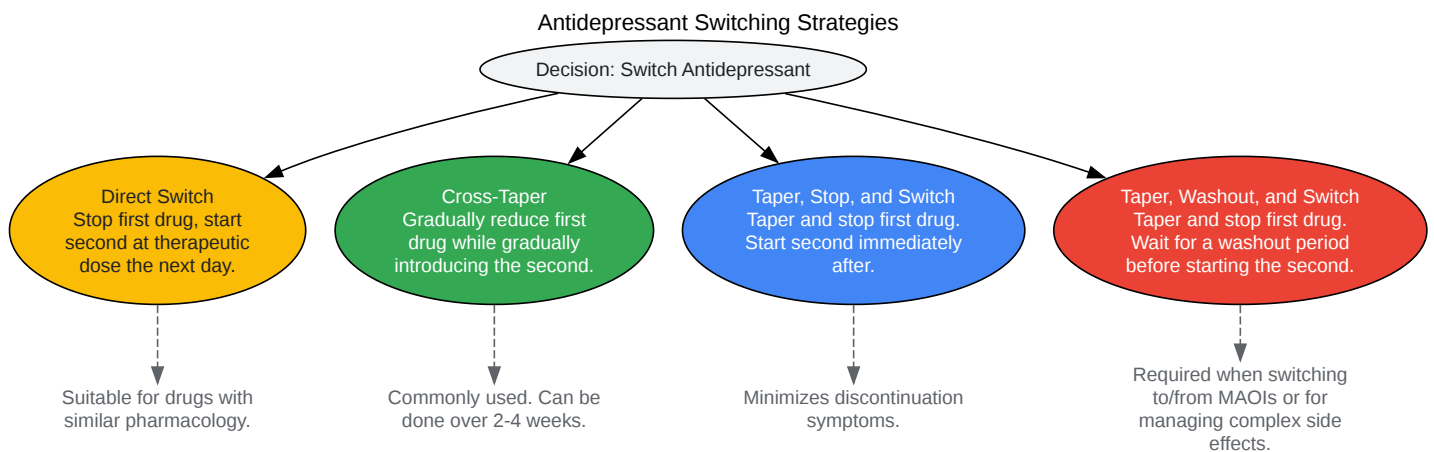 Antidepressant Switching Strategies
Decision: Switch Antidepressant
Direct Switch
Stop first drug, start
second at therapeutic
dose the next day.
Cross-Taper
Gradually reduce first
drug while gradually
introducing the second.
Taper, Stop, and Switch
Taper and stop first drug.
Start second immediately
after.
Taper, Washout, and Switch
Taper and stop first drug.
Wait for a washout period
before starting the second.
Suitable for drugs with
similar pharmacology.
Commonly used. Can be
done over 2-4 weeks.
Minimizes discontinuation
symptoms.
Required when switching
to/from MAOIs or for
managing complex side
effects.